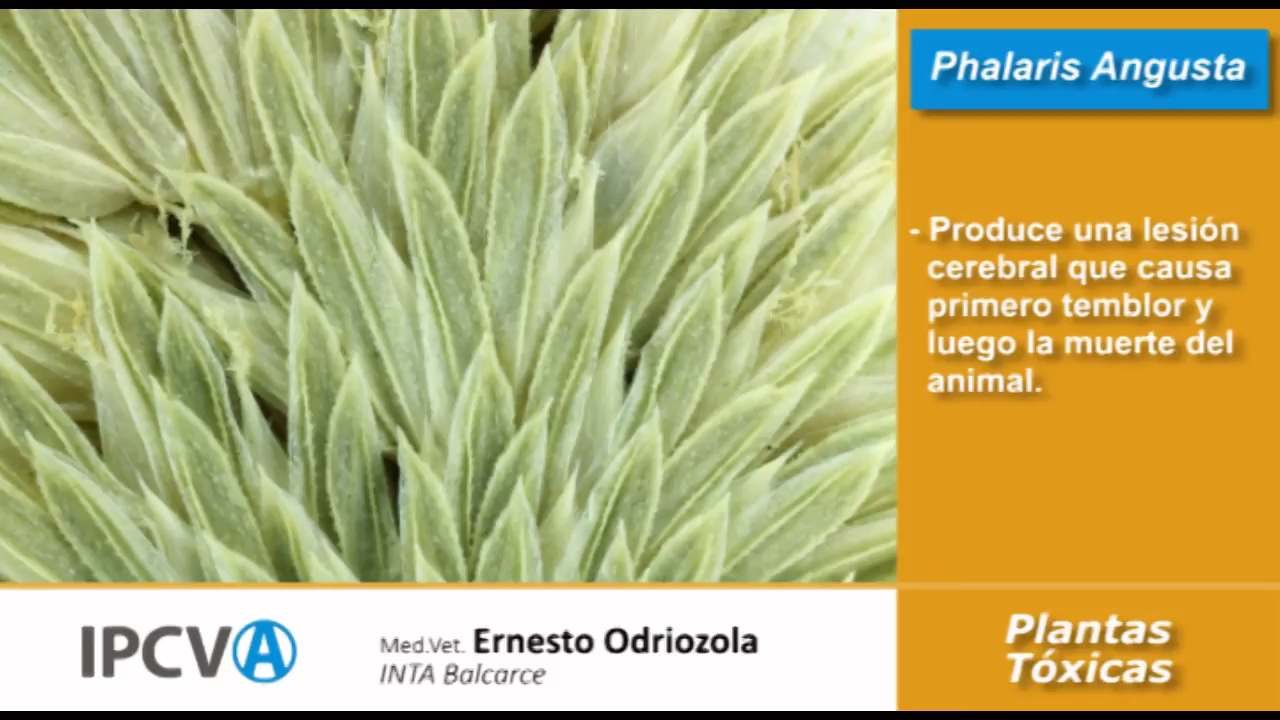 Phalaris Angusta
- Produce una lesión
cerebral que causa
primero temblor y
luego la muerte del
animal.
IPCVA
Med.Vet. Ernesto Odriozola
INTA Balcarce
Plantas
Tóxicas